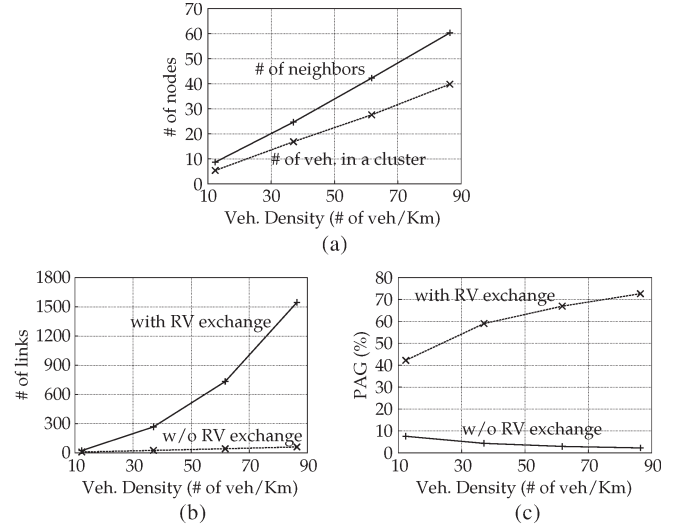 70
60
50
40
30
20
10
0
# of nodes
# of neighbors
# of veh. in a cluster
10 30 50 70 90
Veh. Density (# of veh/Km)
(a)
1800
1500
1200
900
600
300
0
# of links
with RV exchange
w/o RV exchange
10 30 50 70 90
Veh. Density (# of veh/Km)
(b)
80
70
60
50
40
30
20
10
0
PAG (%)
with RV exchange
w/o RV exchange
10 30 50 70 90
Veh. Density (# of veh/Km)
(c)